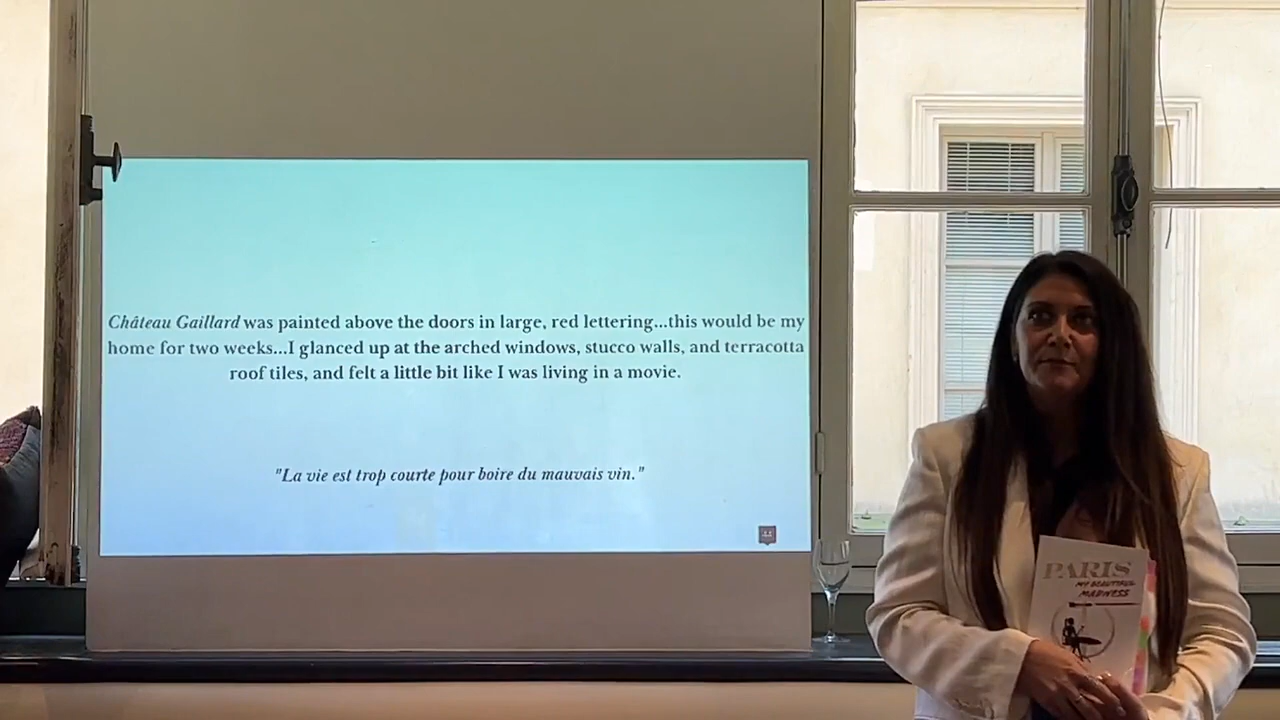 Château Gaillard was painted above the doors in large, red lettering...this would be my
home for two weeks...I glanced up at the arched windows, stucco walls, and terracotta
roof tiles, and felt a little bit like I was living in a movie.
"La vie est trop courte pour boire du mauvais vin."
PARIS
MY BEAUTIFUL
MADNESS